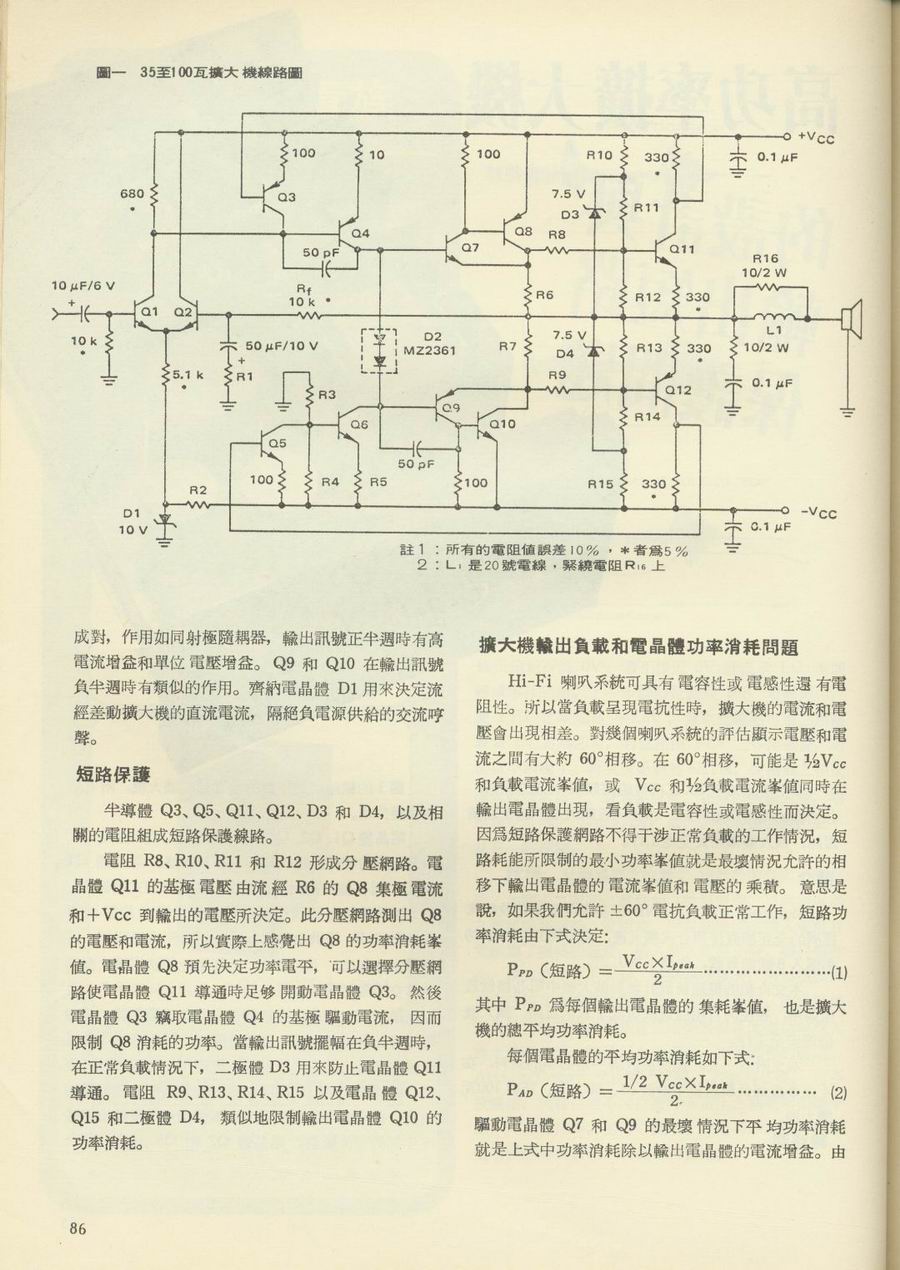 圖一 35至100瓦擴大機線路圖
+VCC
100
10
100
R10
330
0.1 μF
680
*
Q3
7.5 V
D3
R11
Q4
Q7
Q8
R8
Q11
50 pF
R16
10/2 W
10 μF/6 V
+
Rf
10 k *
R6
R12
330
*
Q1
Q2
L1
10 k
*
50 μF/10 V
+
D2
MZ2361
R7
7.5 V
D4
R13
330
*
10/2 W
5.1 k
*
R1
R9
0.1 μF
R3
Q9
Q12
Q6
Q10
R14
Q5
50 pF
100
R4
R5
100
R15
330
*
R2
D1
10 V
-VCC
0.1 μF
註1：所有的電阻值誤差10%，*者爲5%
2：L1 是20號電線，緊繞電阻R16 上
成對，作用如同射極隨耦器，輸出訊號正半週時有高
電流增益和單位電壓增益。Q9 和 Q10 在輸出訊號
負半週時有類似的作用。齊納電晶體 D1 用來決定流
經差動擴大機的直流電流，隔絕負電源供給的交流哼
聲。
短路保護
半導體 Q3、Q5、Q11、Q12、D3 和 D4，以及相
關的電阻組成短路保護線路。
電阻 R8、R10、R11 和 R12 形成分壓網路。電
晶體 Q11 的基極電壓由流經 R6 的 Q8 集極電流
和＋Vcc 到輸出的電壓所決定。此分壓網路測出 Q8
的電壓和電流，所以實際上感覺出 Q8 的功率消耗峯
值。電晶體 Q8 預先決定功率電平，可以選擇分壓網
路使電晶體 Q11 導通時足够開動電晶體 Q3。然後
電晶體 Q3 竊取電晶體 Q4 的基極驅動電流，因而
限制 Q8 消耗的功率。當輸出訊號擺幅在負半週時，
在正常負載情況下，二極體 D3 用來防止電晶體 Q11
導通。電阻 R9、R13、R14、R15 以及電晶體 Q12、
Q15 和二極體 D4，類似地限制輸出電晶體 Q10 的
功率消耗。
擴大機輸出負載和電晶體功率消耗問題
Hi-Fi 喇叭系統可具有電容性或電感性還有電
阻性。所以當負載呈現電抗性時，擴大機的電流和電
壓會出現相差。對幾個喇叭系統的評估顯示電壓和電
流之間有大約 60°相移。在 60°相移，可能是 ½Vcc
和負載電流峯值，或 Vcc 和½負載電流峯值同時在
輸出電晶體出現，看負載是電容性或電感性而決定。
因爲短路保護網路不得干涉正常負載的工作情況，短
路耗能所限制的最小功率峯值就是最壞情況允許的相
移下輸出電晶體的電流峯值和電壓的乘積。意思是
說，如果我們允許 ±60° 電抗負載正常工作，短路功
率消耗由下式決定：
PPD（短路）＝ Vcc×Ipeak / 2 ……………………(1)
其中 PPD 爲每個輸出電晶體的集耗峯值，也是擴大
機的總平均功率消耗。
每個電晶體的平均功率消耗如下式：
PAD（短路）＝ 1/2 Vcc×Ipeak / 2 …………… (2)
驅動電晶體 Q7 和 Q9 的最壞情況下平均功率消耗
就是上式中功率消耗除以輸出電晶體的電流增益。由
86